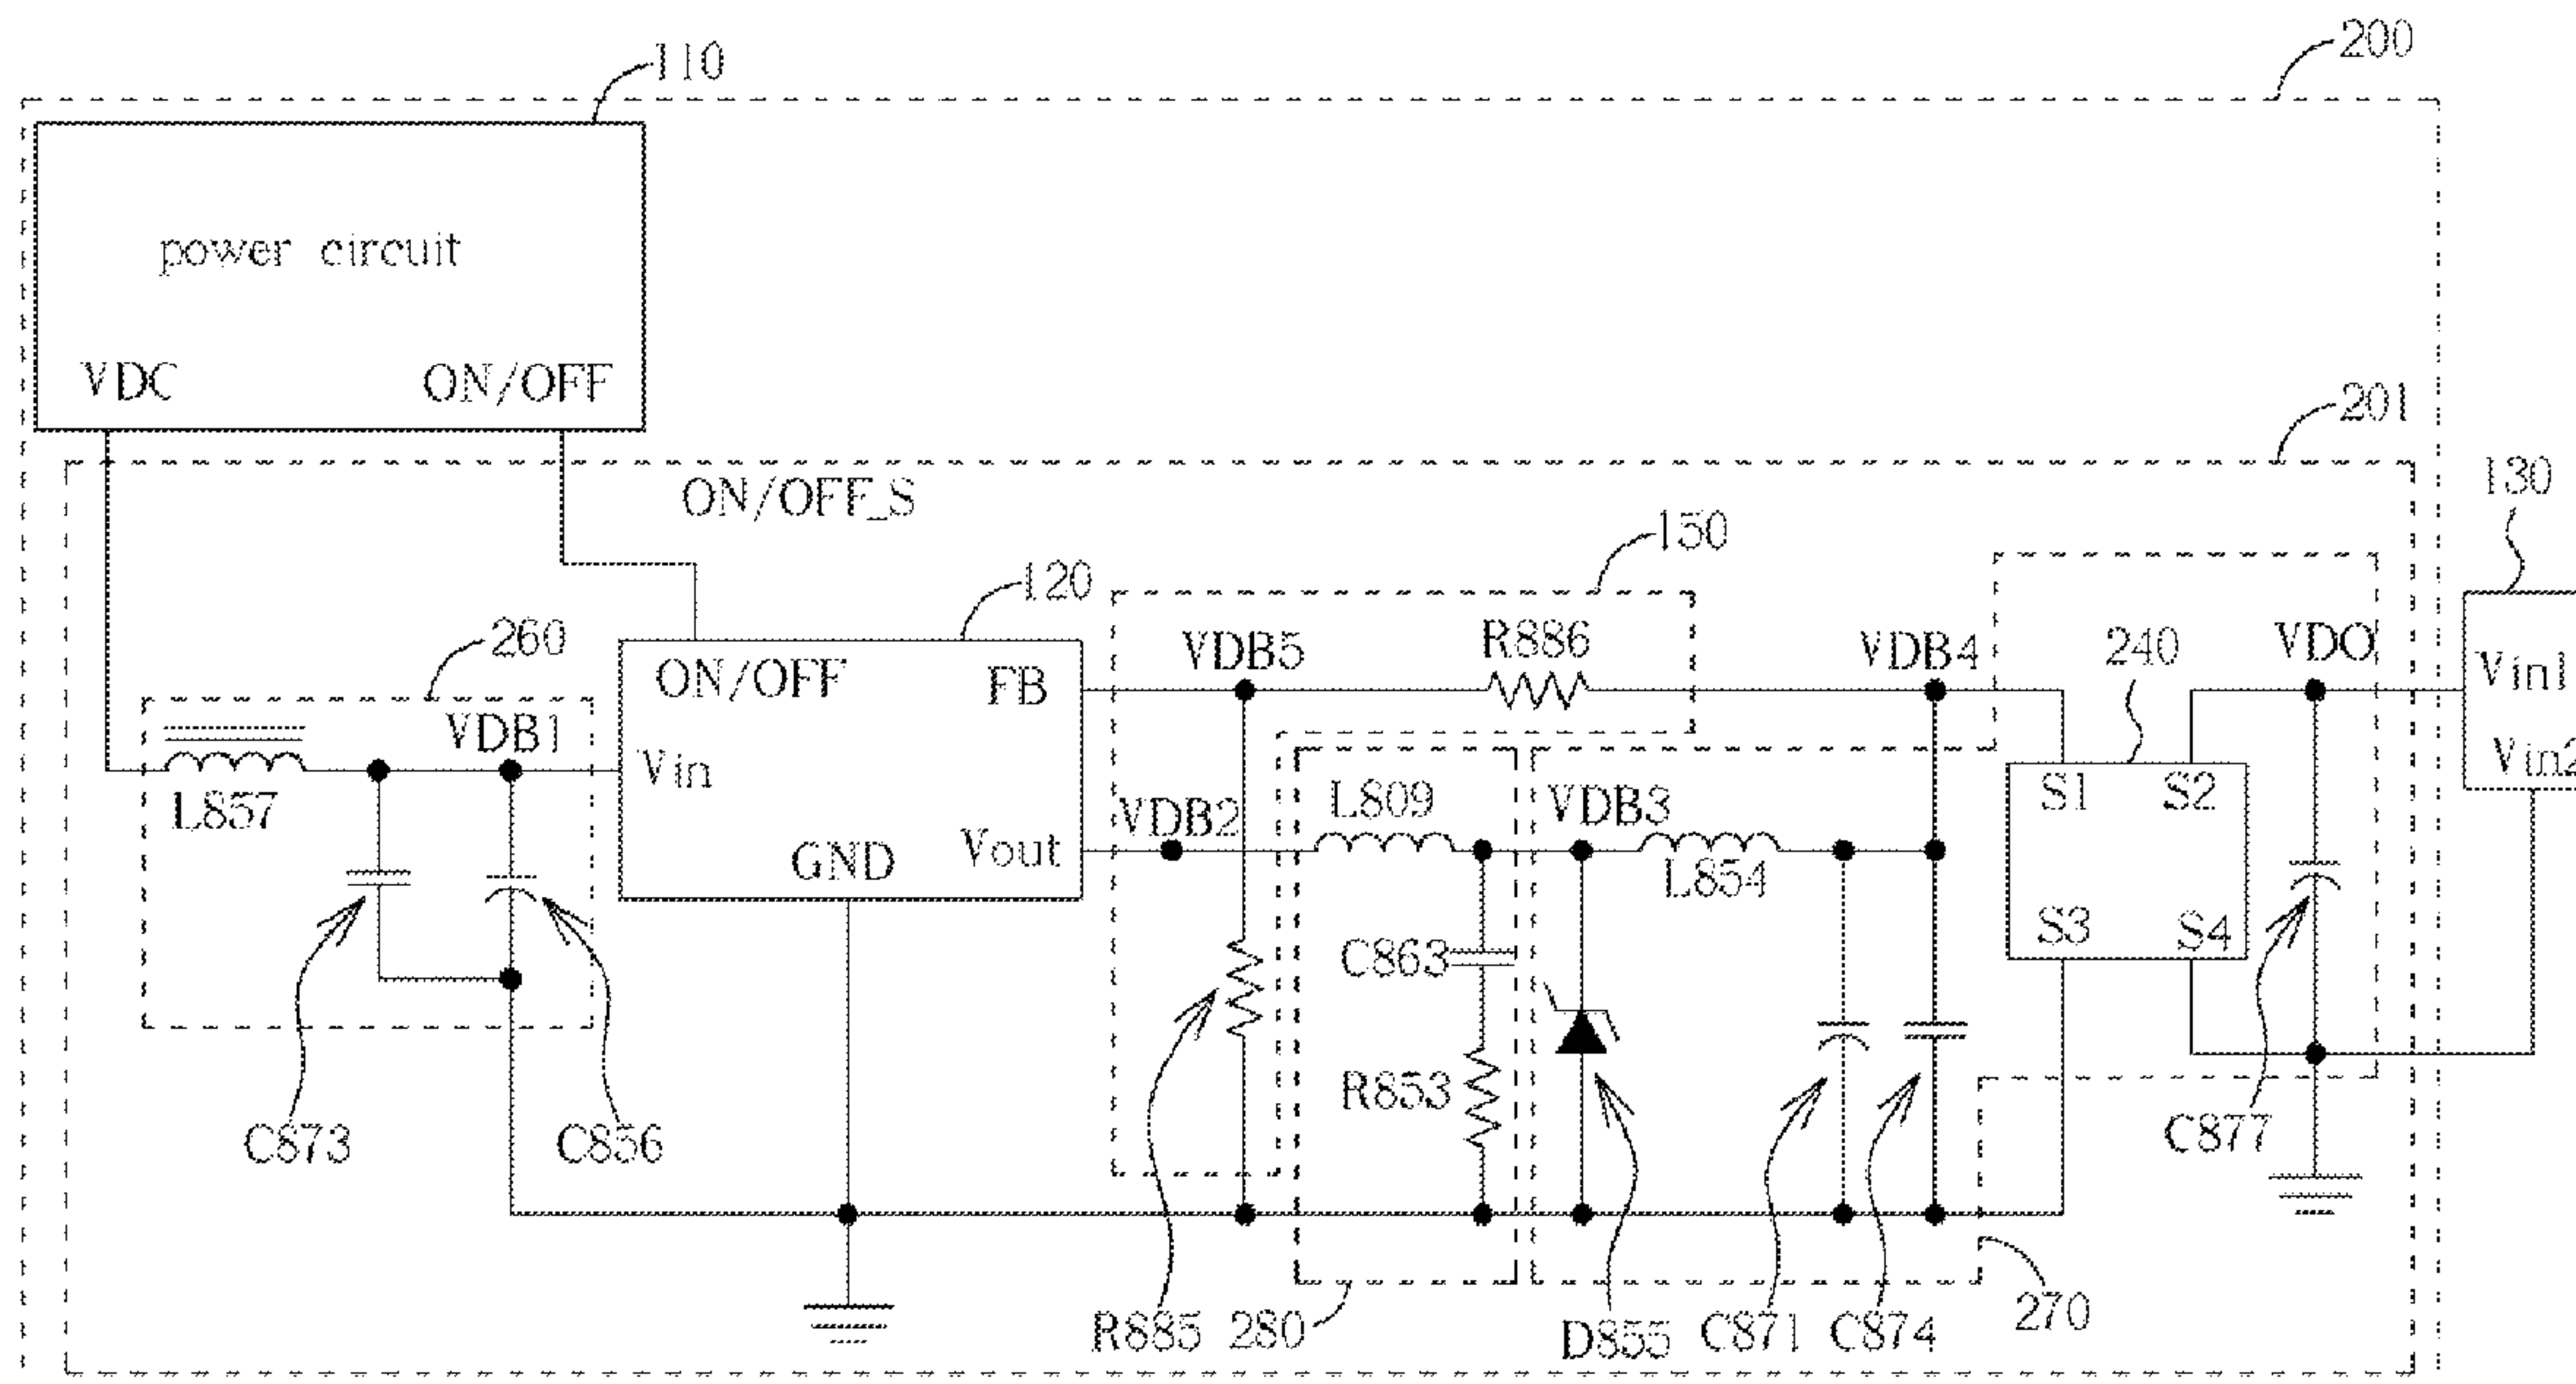 200
110
power circuit
VDC
ON/OFF
201
ON/OFF_S
130
150
120
260
VDB5
R886
VDB4
240
VDO
ON/OFF
FB
Vin1
VDB1
Vin
L857
VDB2
L809
VDB3
S1
S2
Vin2
GND
Vout
L854
S3
S4
C863
R853
C873
C856
C877
R885
280
D855
C871
C874
270